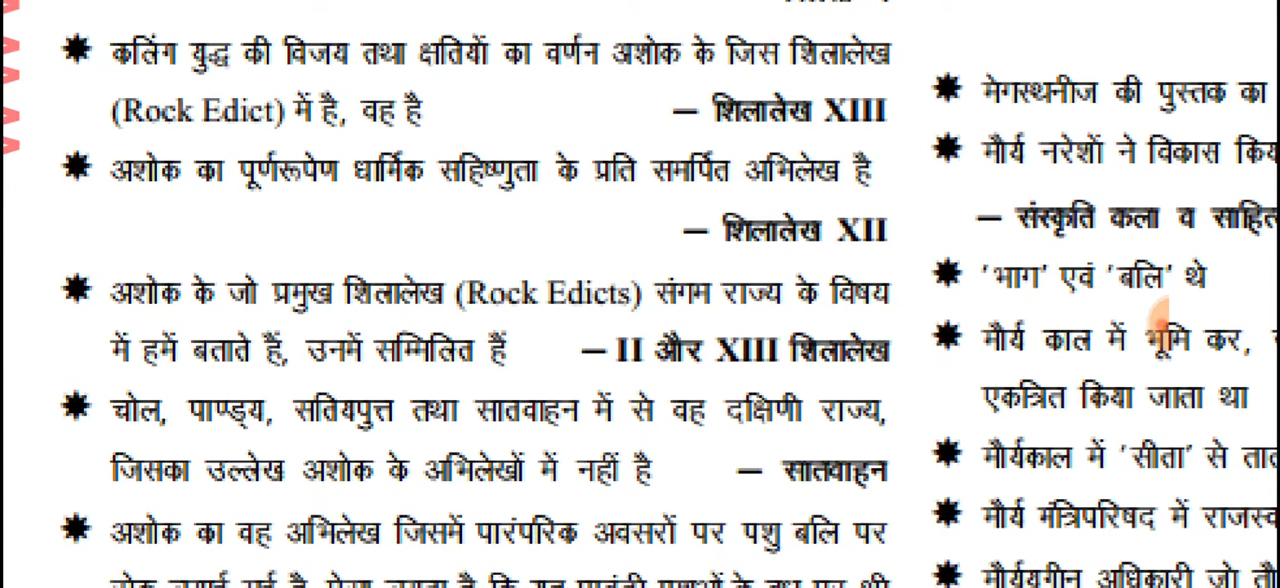 ✷ कलिंग युद्ध की विजय तथा क्षतियों का वर्णन अशोक के जिस शिलालेख
(Rock Edict) में है, वह है – शिलालेख XIII
✷ अशोक का पूर्णरूपेण धार्मिक सहिष्णुता के प्रति समर्पित अभिलेख है
– शिलालेख XII
✷ अशोक के जो प्रमुख शिलालेख (Rock Edicts) संगम राज्य के विषय
में हमें बताते हैं, उनमें सम्मिलित हैं – II और XIII शिलालेख
✷ चोल, पाण्ड्य, सतियपुत्त तथा सातवाहन में से वह दक्षिणी राज्य,
जिसका उल्लेख अशोक के अभिलेखों में नहीं है – सातवाहन
✷ अशोक का वह अभिलेख जिसमें पारंपरिक अवसरों पर पशु बलि पर
✷ मेगस्थनीज की पुस्तक का
✷ मौर्य नरेशों ने विकास
– संस्कृति कला व
✷ 'भाग' एवं 'बलि' थे
✷ मौर्य काल में भूमि कर,
एकत्रित किया जाता था
✷ मौर्यकाल में 'सीता' से
✷ मौर्य मंत्रिपरिषद में
✷ मौर्ययुगीन अधिकारी जो